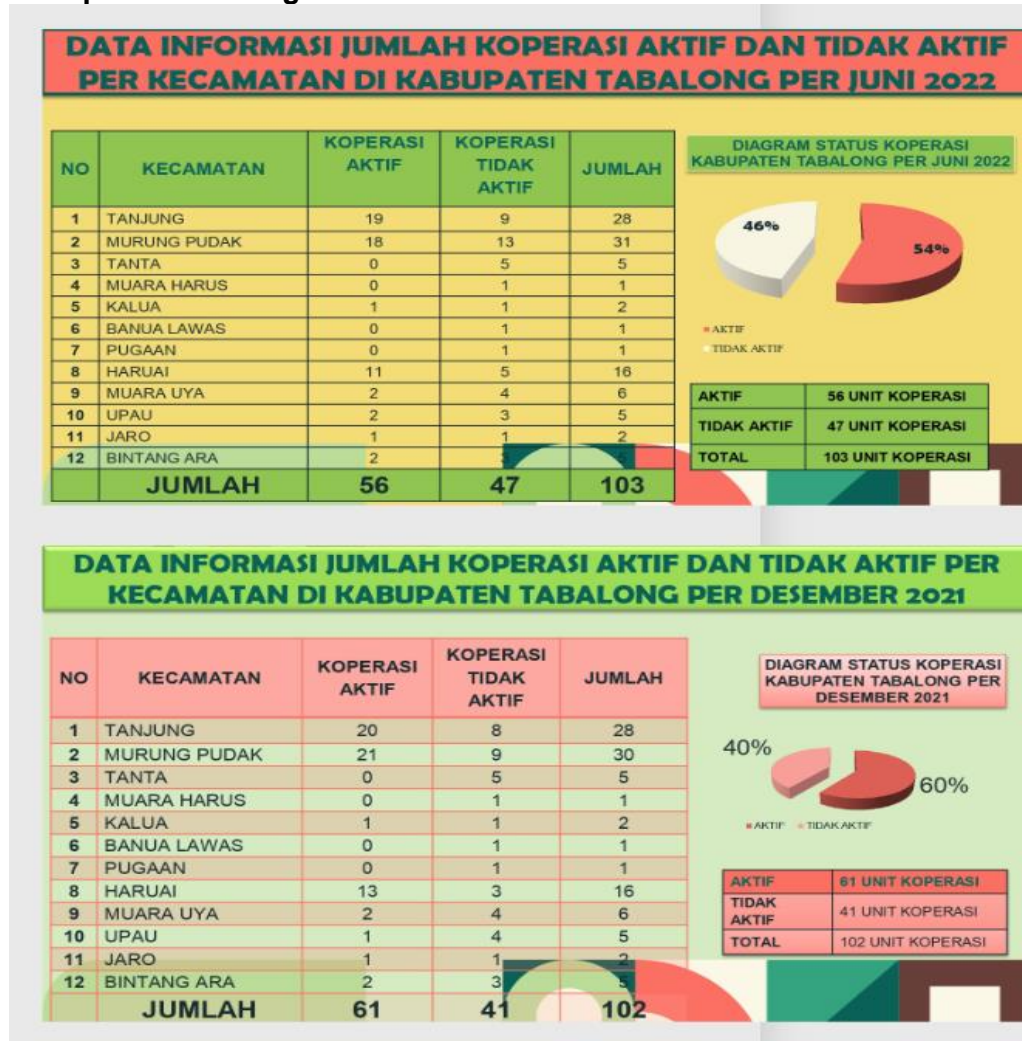 DATA INFORMASI JUMLAH KOPERASI AKTIF DAN TIDAK AKTIF
PER KECAMATAN DI KABUPATEN TABALONG PER JUNI 2022
NO KECAMATAN KOPERASI AKTIF KOPERASI TIDAK AKTIF JUMLAH
1 TANJUNG 19 9 28
2 MURUNG PUDAK 18 13 31
3 TANTA 0 5 5
4 MUARA HARUS 0 1 1
5 KALUA 1 1 2
6 BANUA LAWAS 0 1 1
7 PUGAAN 0 1 1
8 HARUAI 11 5 16
9 MUARA UYA 2 4 6
10 UPAU 2 3 5
11 JARO 1 1 2
12 BINTANG ARA 2 3 5
JUMLAH 56 47 103
DIAGRAM STATUS KOPERASI
KABUPATEN TABALONG PER JUNI 2022
46%
54%
AKTIF
TIDAK AKTIF
AKTIF 56 UNIT KOPERASI
TIDAK AKTIF 47 UNIT KOPERASI
TOTAL 103 UNIT KOPERASI
DATA INFORMASI JUMLAH KOPERASI AKTIF DAN TIDAK AKTIF PER
KECAMATAN DI KABUPATEN TABALONG PER DESEMBER 2021
NO KECAMATAN KOPERASI AKTIF KOPERASI TIDAK AKTIF JUMLAH
1 TANJUNG 20 8 28
2 MURUNG PUDAK 21 9 30
3 TANTA 0 5 5
4 MUARA HARUS 0 1 1
5 KALUA 1 1 2
6 BANUA LAWAS 0 1 1
7 PUGAAN 0 1 1
8 HARUAI 13 3 16
9 MUARA UYA 2 4 6
10 UPAU 1 4 5
11 JARO 1 1 2
12 BINTANG ARA 2 3 5
JUMLAH 61 41 102
DIAGRAM STATUS KOPERASI
KABUPATEN TABALONG PER
DESEMBER 2021
40%
60%
AKTIF TIDAK AKTIF
AKTIF 61 UNIT KOPERASI
TIDAK AKTIF 41 UNIT KOPERASI
TOTAL 102 UNIT KOPERASI